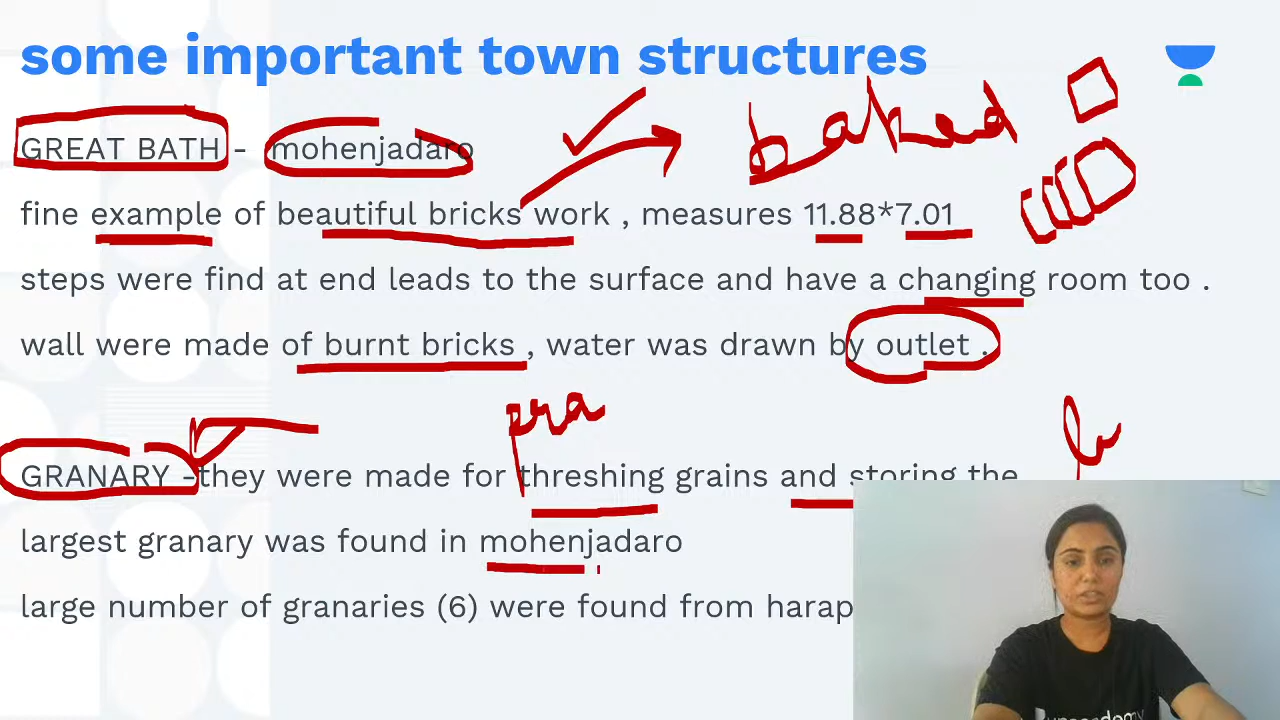 some important town structures
GREAT BATH - mohenjadaro
baked
fine example of beautiful bricks work , measures 11.88*7.01
steps were find at end leads to the surface and have a changing room too .
wall were made of burnt bricks , water was drawn by outlet .
pra
GRANARY -they were made for threshing grains and storing the
largest granary was found in mohenjadaro
large number of granaries (6) were found from harap